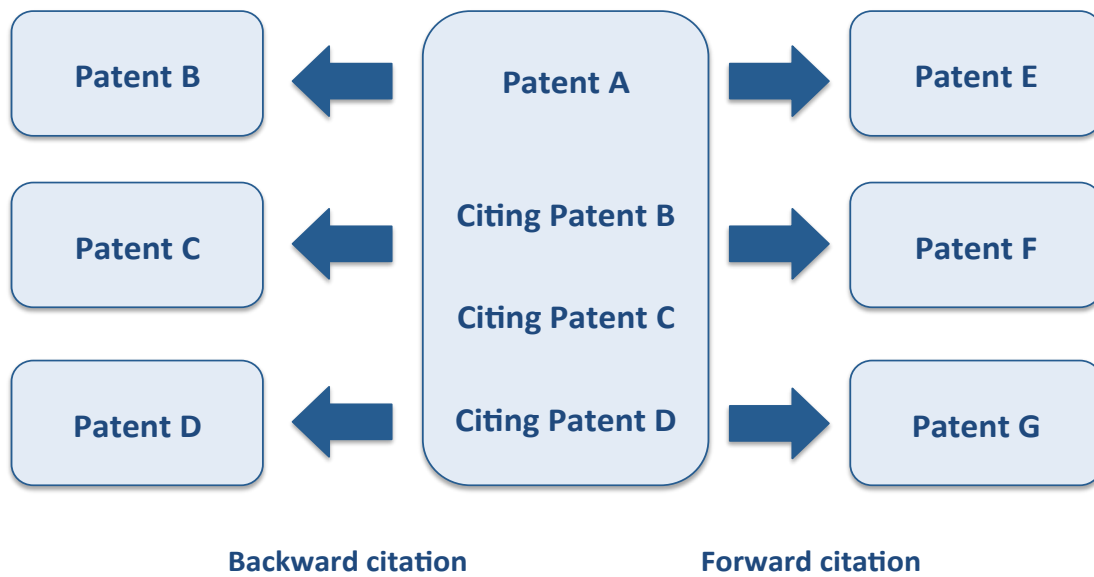 Patent B
Patent A
Patent E
Citing Patent B
Patent C
Patent F
Citing Patent C
Patent D
Citing Patent D
Patent G
Backward citation
Forward citation